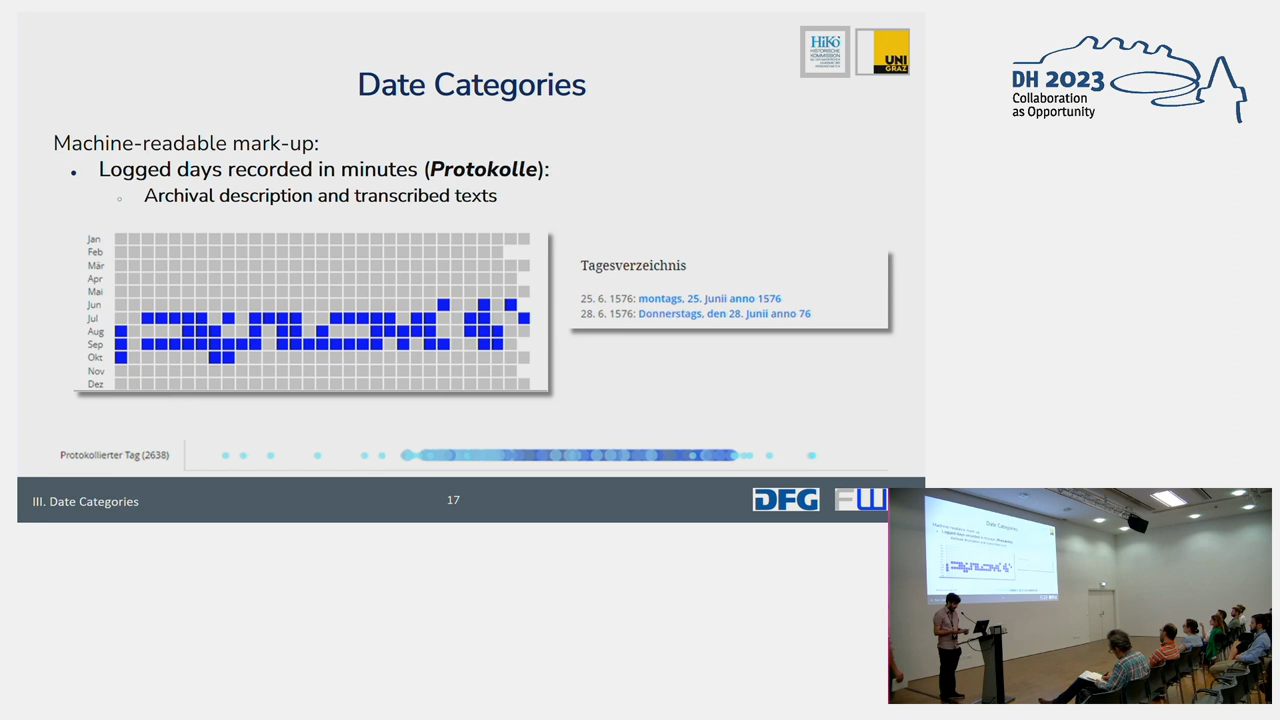 Date Categories
HiKo
HISTORISCHE
KOMMISSION
UNI
GRAZ
DH 2023
Collaboration
as Opportunity
Machine-readable mark-up:
Logged days recorded in minutes (Protokolle):
Archival description and transcribed texts
Jan
Feb
Mär
Apr
Mai
Jun
Jul
Aug
Sep
Okt
Nov
Dez
Tagesverzeichnis
25. 6. 1576: montags, 25. Junii anno 1576
28. 6. 1576: Donnerstags, den 28. Junii anno 76
Protokollierter Tag (2638)
III. Date Categories
17
DFG
FW
Date Categories